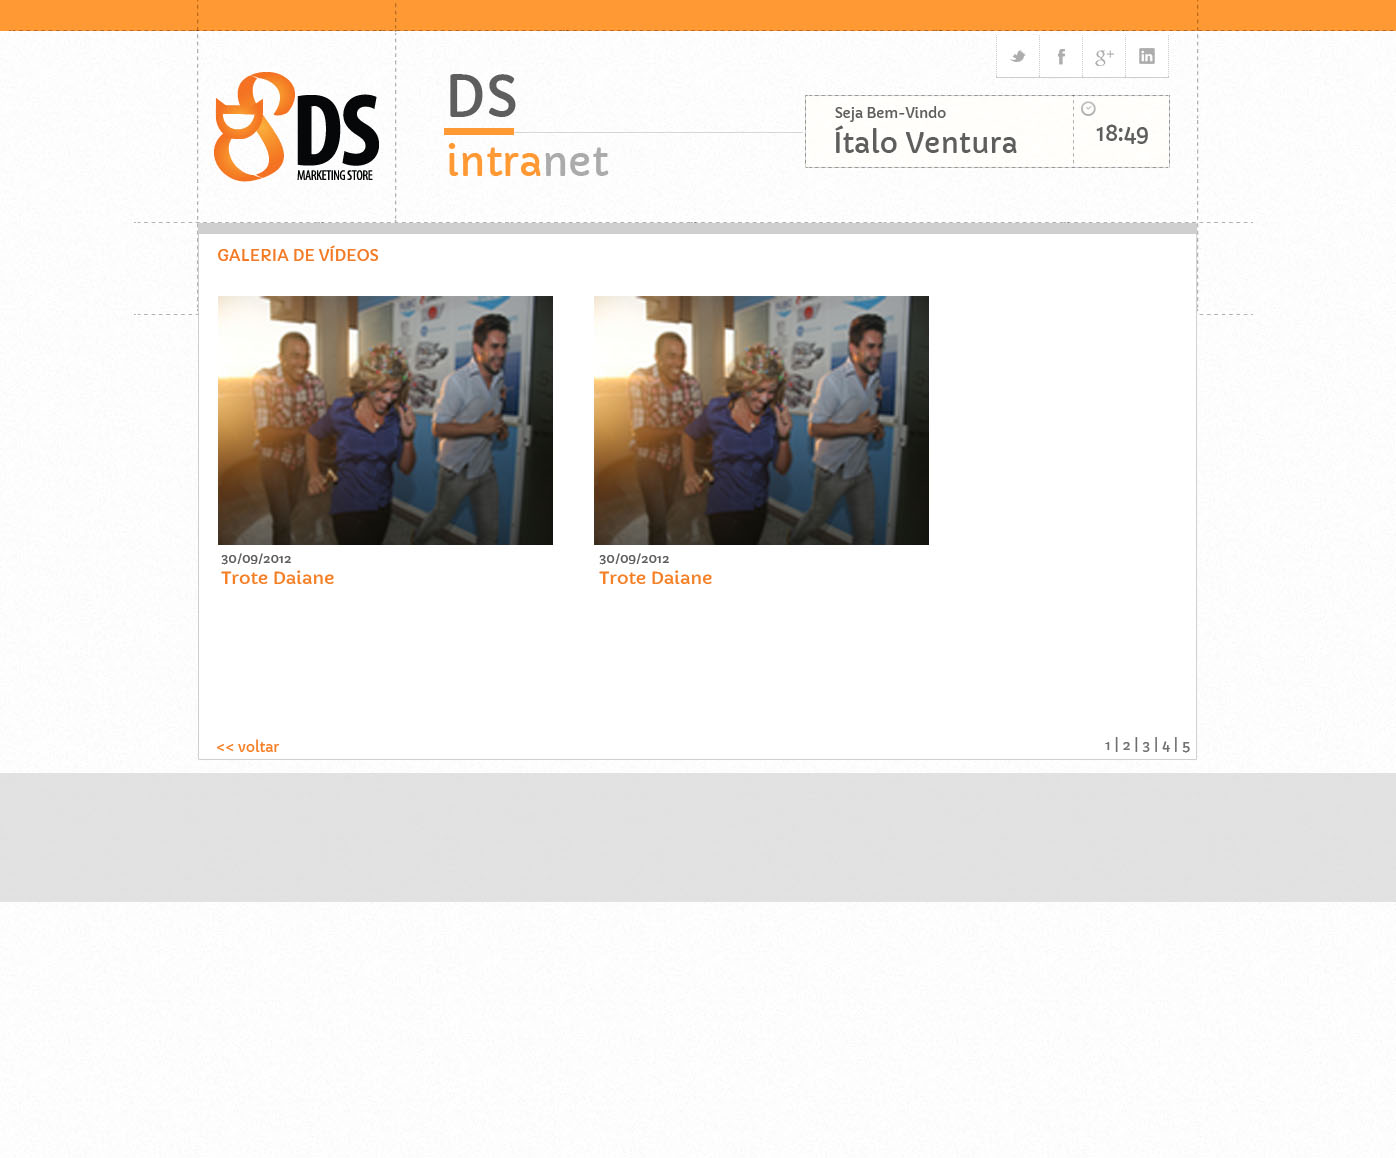 DS
MARKETING STORE
DS
intranet
Seja Bem-Vindo
Ítalo Ventura
18:49
GALERIA DE VÍDEOS
30/09/2012
Trote Daiane
30/09/2012
Trote Daiane
<< voltar
1 | 2 | 3 | 4 | 5